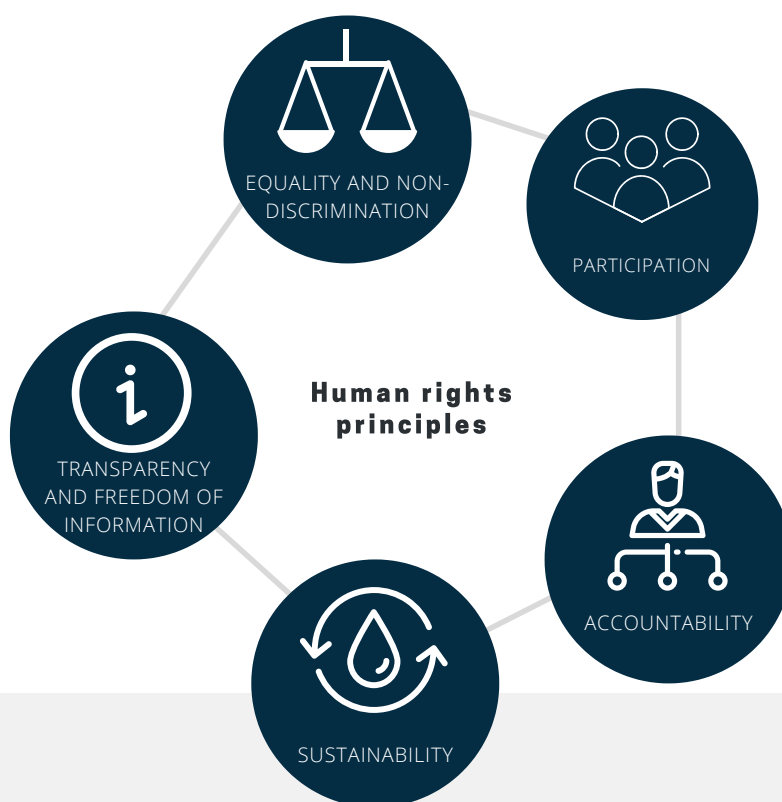 EQUALITY AND NON-
DISCRIMINATION
PARTICIPATION
Human rights
principles
TRANSPARENCY
AND FREEDOM OF
INFORMATION
ACCOUNTABILITY
SUSTAINABILITY